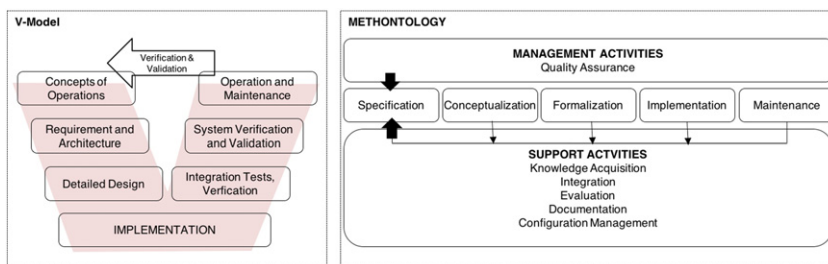 V-Model
Verification &
Validation
Concepts of
Operations
Operation and
Maintenance
Requirement and
Architecture
System Verification
and Validation
Detailed Design
Integration Tests,
Verfication
IMPLEMENTATION
METHONTOLOGY
MANAGEMENT ACTIVITIES
Quality Assurance
Specification
Conceptualization
Formalization
Implementation
Maintenance
SUPPORT ACTVITIES
Knowledge Acquisition
Integration
Evaluation
Documentation
Configuration Management